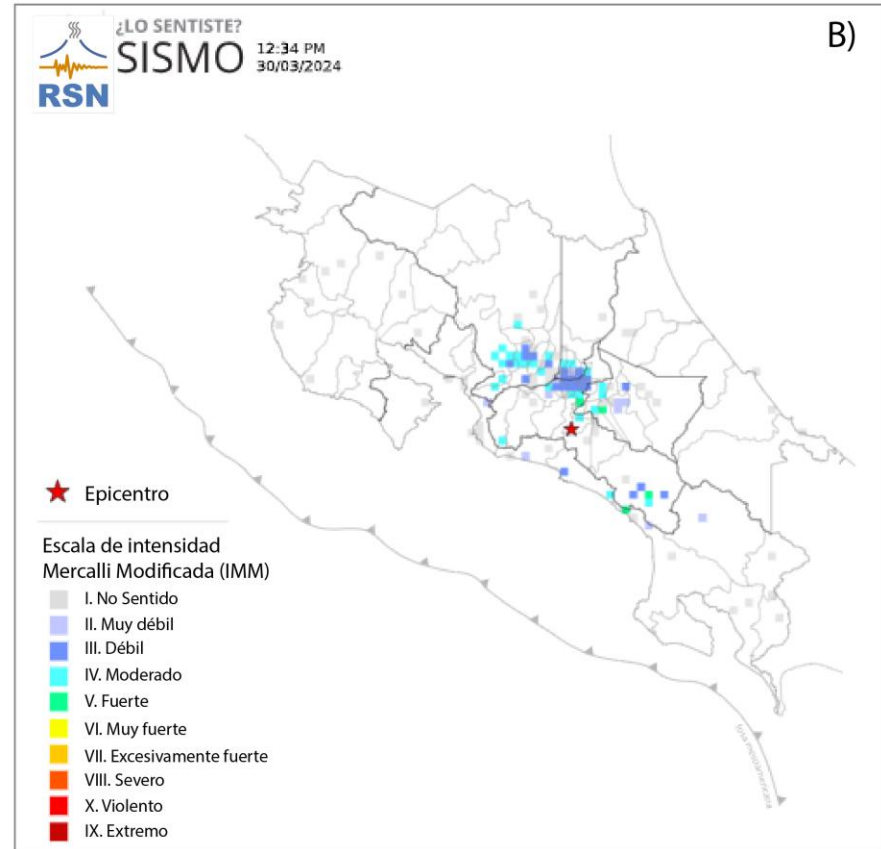 ¿LO SENTISTE?
SISMO
12:34 PM
30/03/2024
RSN
B)
Epicentro
Escala de intensidad
Mercalli Modificada (IMM)
I. No Sentido
II. Muy débil
III. Débil
IV. Moderado
V. Fuerte
VI. Muy fuerte
VII. Excesivamente fuerte
VIII. Severo
X. Violento
IX. Extremo
fosa mesoamericana